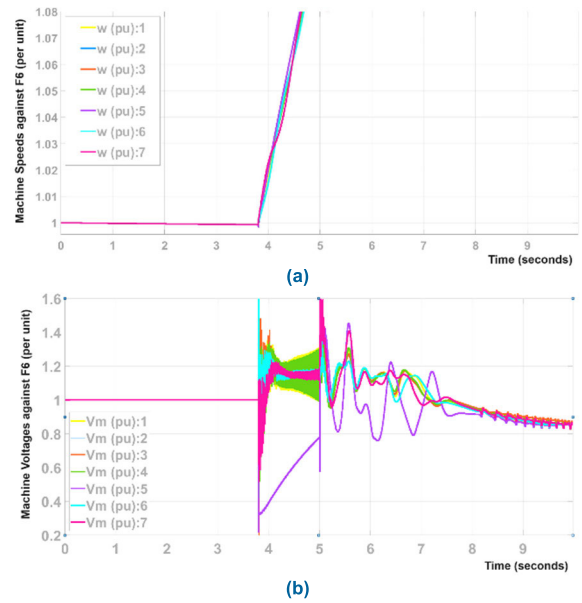 Machine Speeds against F6 (per unit)
1.08
1.07
1.06
1.05
1.04
1.03
1.02
1.01
1
w (pu):1
w (pu):2
w (pu):3
w (pu):4
w (pu):5
w (pu):6
w (pu):7
0 1 2 3 4 5 6 7 8 9
Time (seconds)
(a)
Machine Voltages against F6 (per unit)
1.6
1.4
1.2
1
0.8
0.6
0.4
0.2
Vm (pu):1
Vm (pu):2
Vm (pu):3
Vm (pu):4
Vm (pu):5
Vm (pu):6
Vm (pu):7
0 1 2 3 4 5 6 7 8 9
Time (seconds)
(b)